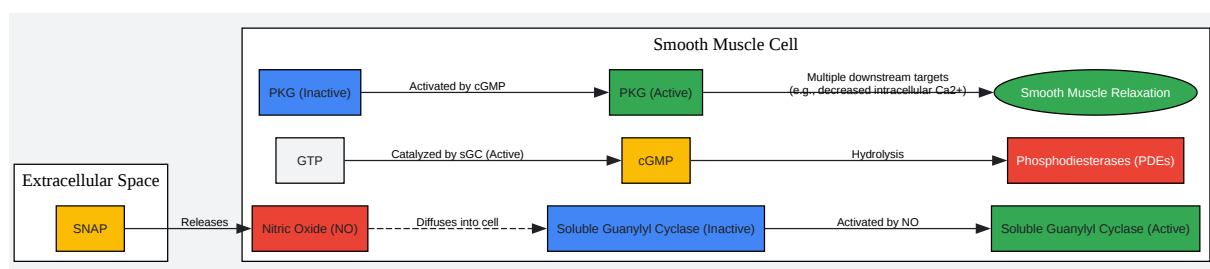 Smooth Muscle Cell
PKG (Inactive)
Activated by cGMP
PKG (Active)
Multiple downstream targets
(e.g., decreased intracellular Ca2+)
Smooth Muscle Relaxation
GTP
Catalyzed by sGC (Active)
cGMP
Hydrolysis
Phosphodiesterases (PDEs)
Extracellular Space
SNAP
Releases
Nitric Oxide (NO)
Diffuses into cell
Soluble Guanylyl Cyclase (Inactive)
Activated by NO
Soluble Guanylyl Cyclase (Active)